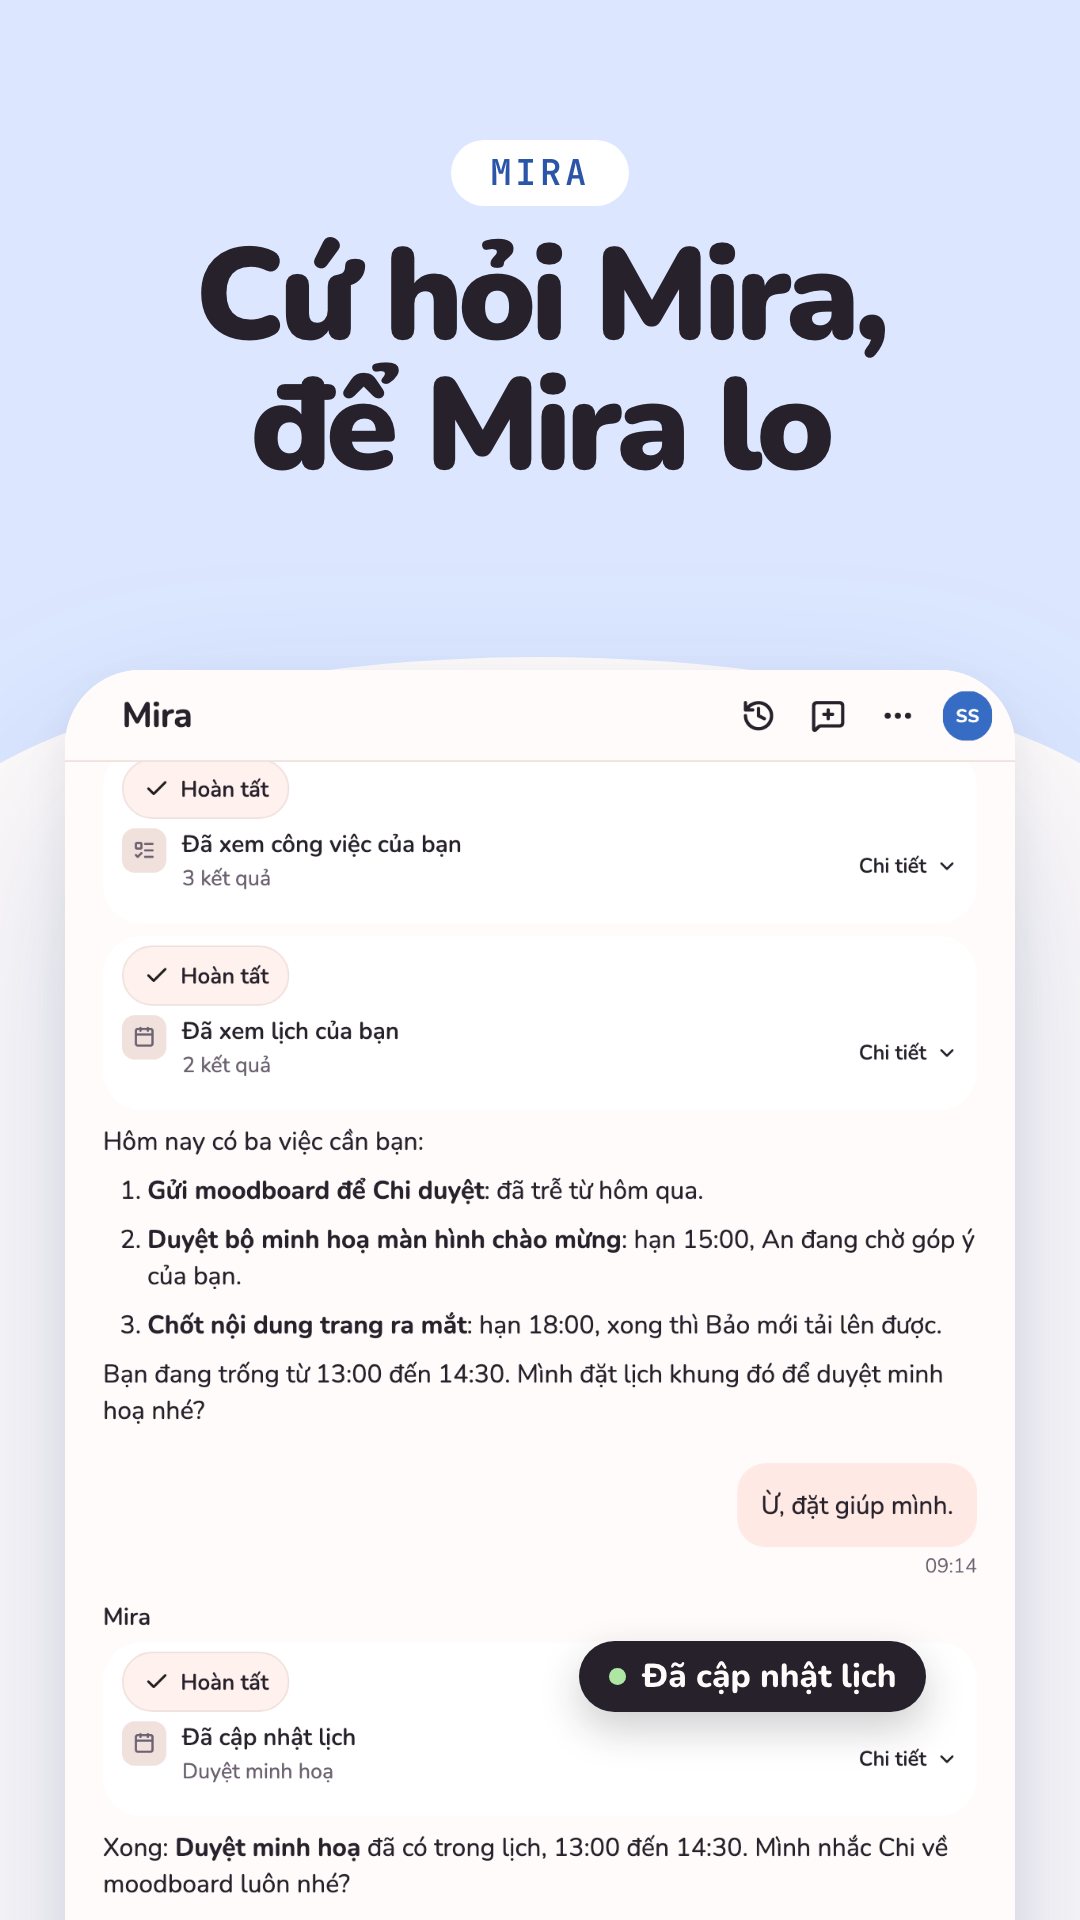 MIRA
Cứ hỏi Mira,
để Mira lo
Mira
SS
Hoàn tất
Đã xem công việc của bạn
3 kết quả
Chi tiết
Hoàn tất
Đã xem lịch của bạn
2 kết quả
Chi tiết
Hôm nay có ba việc cần bạn:
1. Gửi moodboard để Chi duyệt: đã trễ từ hôm qua.
2. Duyệt bộ minh hoạ màn hình chào mừng: hạn 15:00, An đang chờ góp ý
của bạn.
3. Chốt nội dung trang ra mắt: hạn 18:00, xong thì Bảo mới tải lên được.
Bạn đang trống từ 13:00 đến 14:30. Mình đặt lịch khung đó để duyệt minh
hoạ nhé?
Ừ, đặt giúp mình.
09:14
Mira
Hoàn tất
Đã cập nhật lịch
Đã cập nhật lịch
Duyệt minh hoạ
Chi tiết
Xong: Duyệt minh hoạ đã có trong lịch, 13:00 đến 14:30. Mình nhắc Chi về
moodboard luôn nhé?